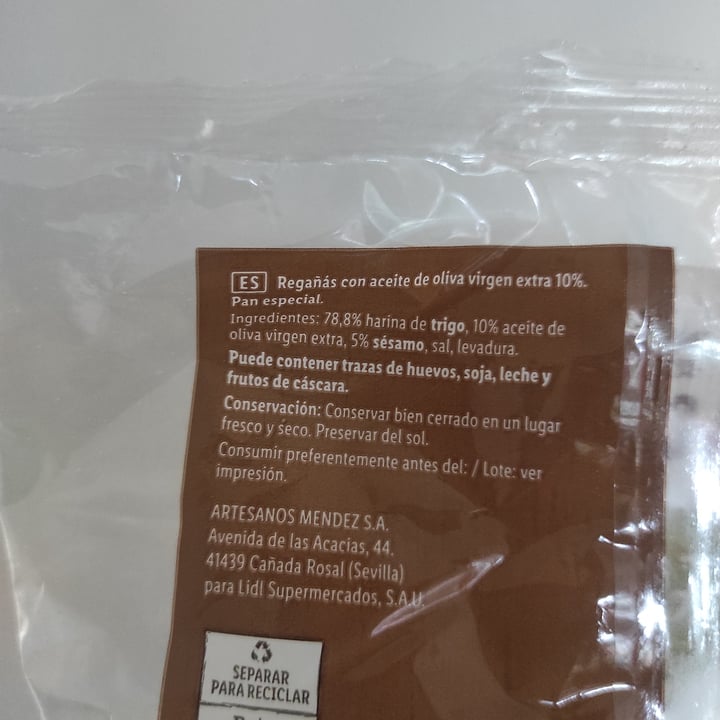 ES Regañás con aceite de oliva virgen extra 10%.
Pan especial.
Ingredientes: 78,8% harina de trigo, 10% aceite de
oliva virgen extra, 5% sésamo, sal, levadura.
Puede contener trazas de huevos, soja, leche y
frutos de cáscara.
Conservación: Conservar bien cerrado en un lugar
fresco y seco. Preservar del sol.
Consumir preferentemente antes del: / Lote: ver
impresión.
ARTESANOS MENDEZ S.A.
Avenida de las Acacias, 44.
41439 Cañada Rosal (Sevilla)
para Lidl Supermercados, S.A.U.
SEPARAR
PARA RECICLAR